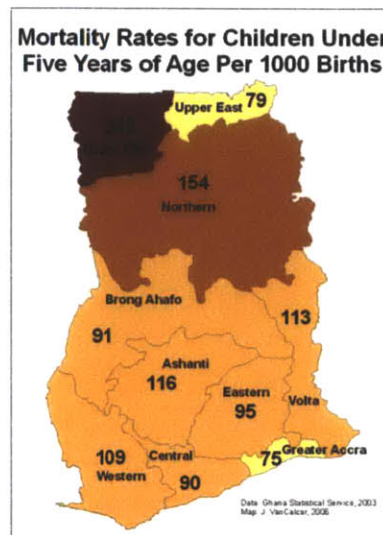 Mortality Rates for Children Under
Five Years of Age Per 1000 Births
Upper East 79
154
Northern
Brong Ahafo
91
113
Ashanti
116
Eastern
95
Volta
109
Western
Central
90
75
Greater Accra
Data: Ghana Statistical Service, 2003
Map: J. VanCalcar, 2006